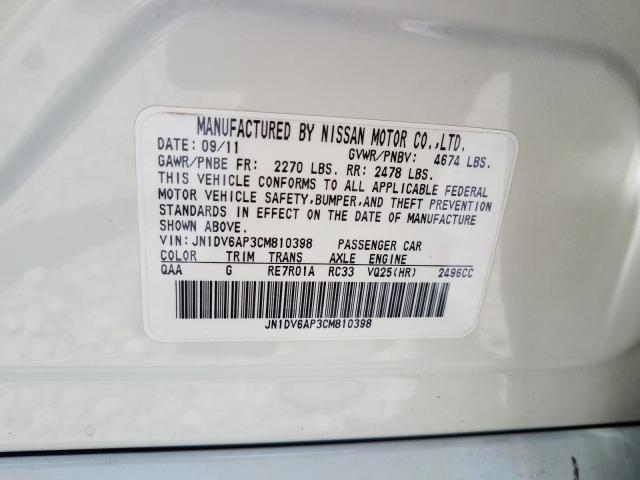 MANUFACTURED BY NISSAN MOTOR CO.,LTD.
DATE: 09/11 GVWR/PNBV: 4674 LBS.
GAWR/PNBE FR: 2270 LBS. RR: 2478 LBS.
THIS VEHICLE CONFORMS TO ALL APPLICABLE FEDERAL
MOTOR VEHICLE SAFETY,BUMPER,AND THEFT PREVENTION
STANDARDS IN EFFECT ON THE DATE OF MANUFACTURE
SHOWN ABOVE.
VIN: JN1DV6AP3CM810398 PASSENGER CAR
COLOR TRIM TRANS AXLE ENGINE
QAA G RE7R01A RC33 VQ25(HR) 2496CC
JN1DV6AP3CM810398